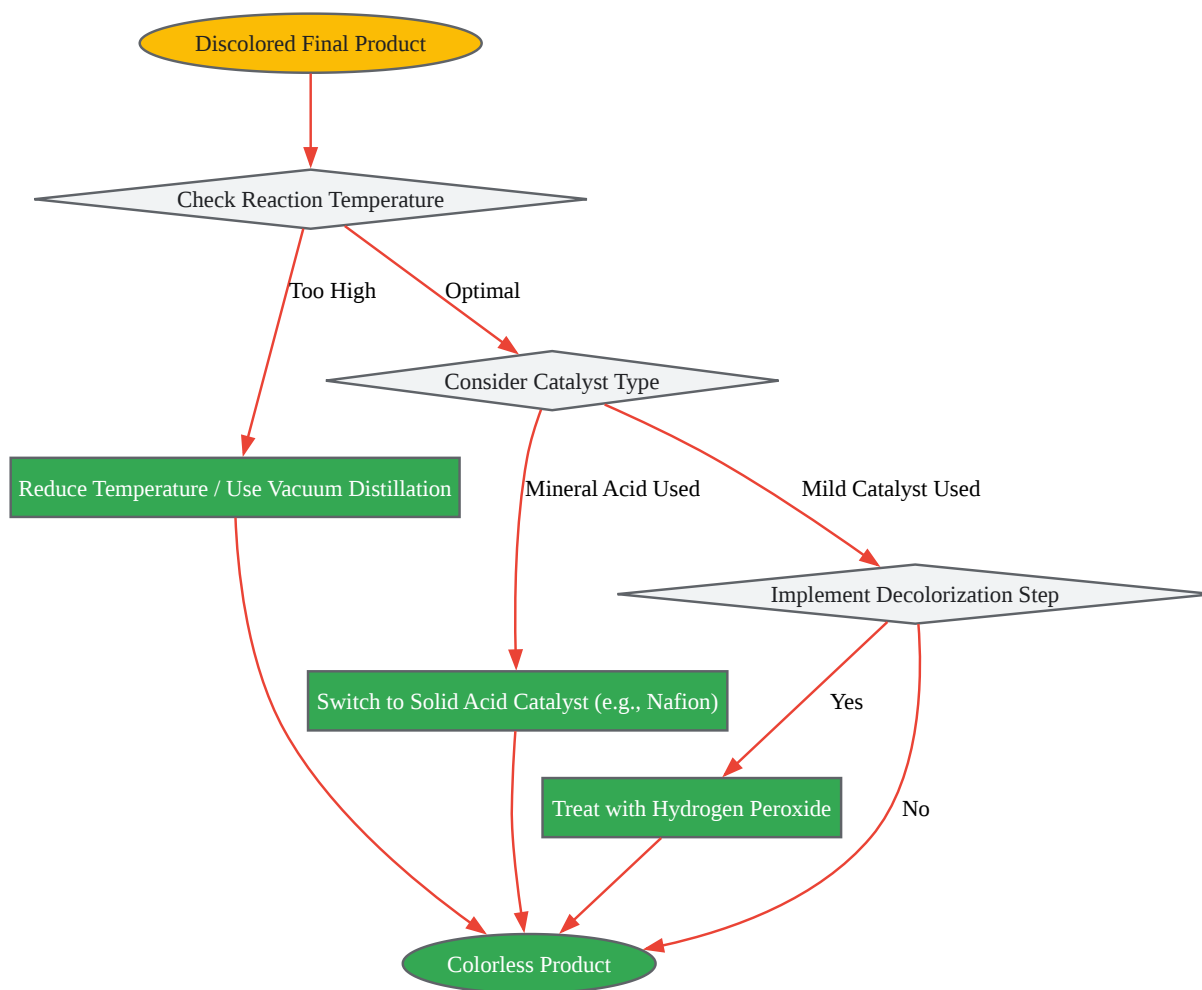 Discolored Final Product
Check Reaction Temperature
Too High
Optimal
Consider Catalyst Type
Reduce Temperature / Use Vacuum Distillation
Mineral Acid Used
Mild Catalyst Used
Implement Decolorization Step
Switch to Solid Acid Catalyst (e.g., Nafion)
Yes
Treat with Hydrogen Peroxide
No
Colorless Product